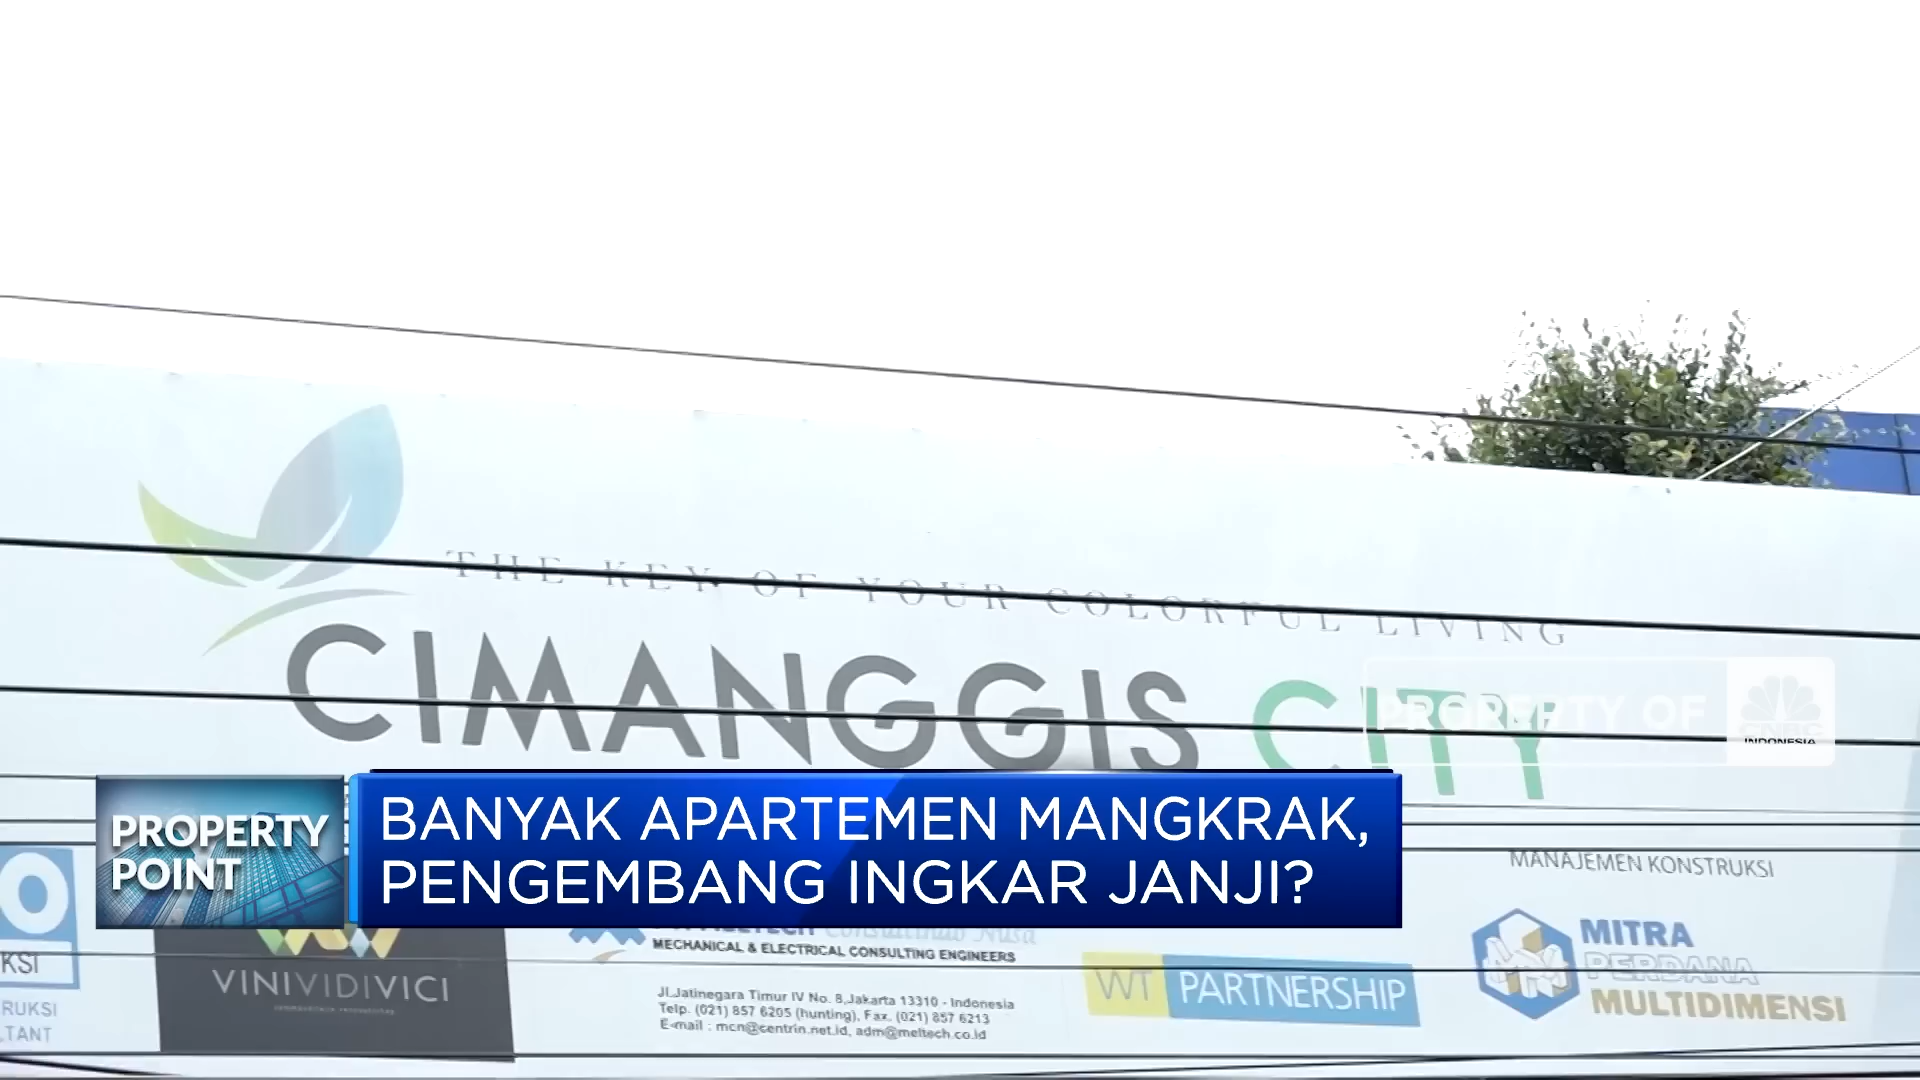 THE KEY OF YOUR COLORFUL LIVING
CIMANGGIS CITY
PROPERTY OF
CNBC
INDONESIA
PROPERTY
POINT
BANYAK APARTEMEN MANGKRAK,
PENGEMBANG INGKAR JANJI?
MANAJEMEN KONSTRUKSI
O
KSI
RUKSI
LTANT
VINIVIDIVICI
Consultindo Nusa
MECHANICAL & ELECTRICAL CONSULTING ENGINEERS
Jl.Jatinegara Timur IV No. 8,Jakarta 13310 - Indonesia
Telp. (021) 857 6205 (hunting), Fax. (021) 857 6213
E-mail : mcn@centrin.net.id, adm@meltech.co.id
WT PARTNERSHIP
MITRA
PERDANA
MULTIDIMENSI